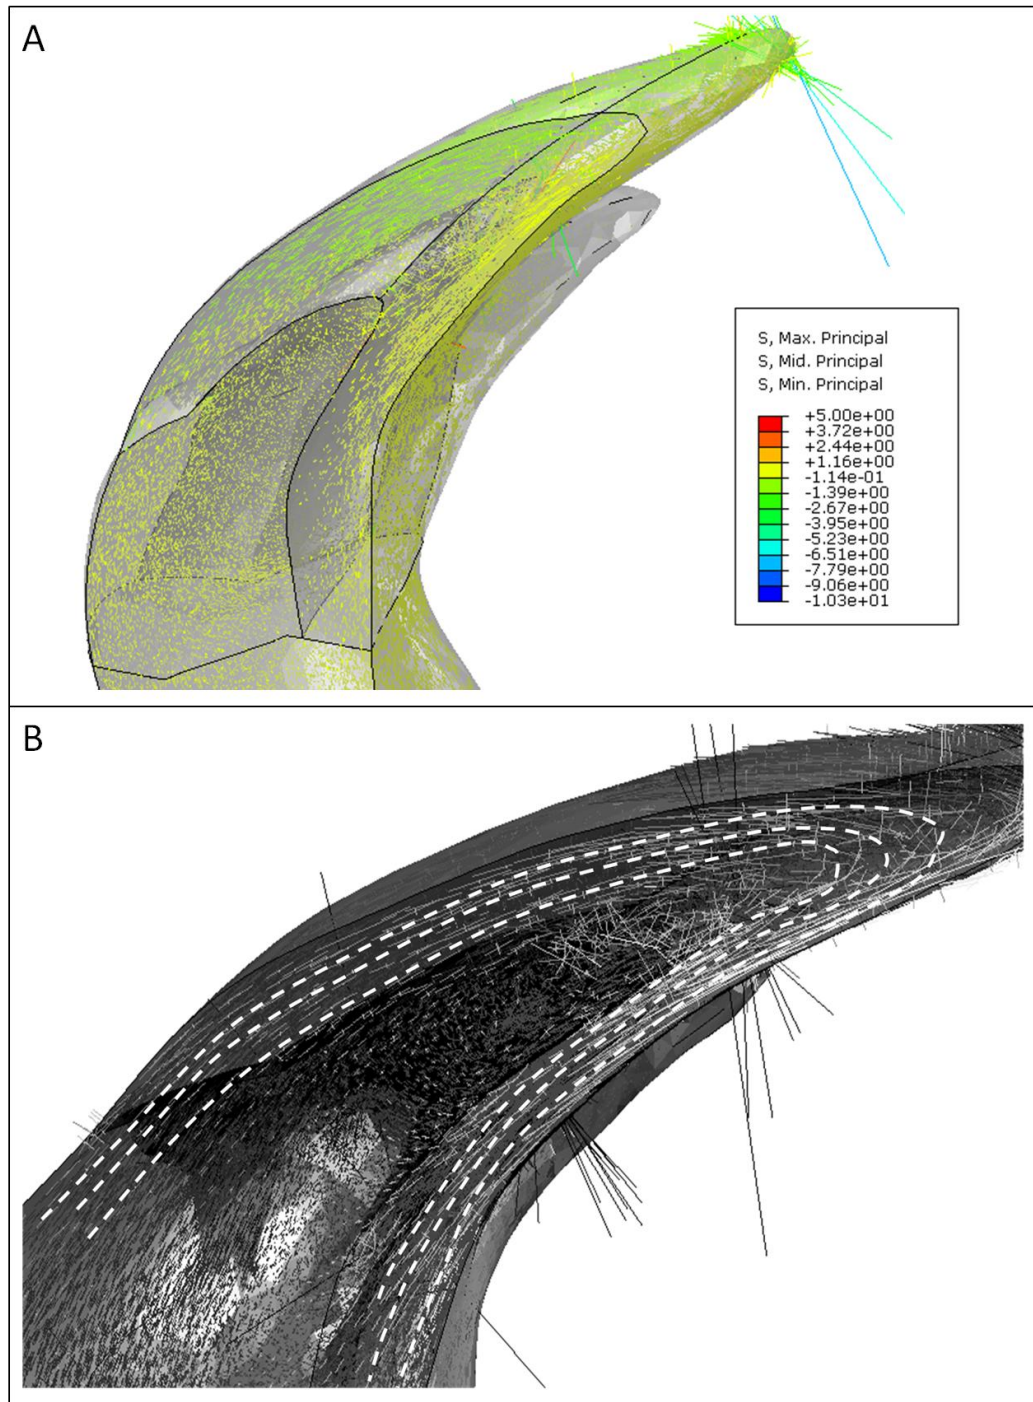 A
S, Max. Principal
S, Mid. Principal
S, Min. Principal
+5.00e+00
+3.72e+00
+2.44e+00
+1.16e+00
-1.14e-01
-1.39e+00
-2.67e+00
-3.95e+00
-5.23e+00
-6.51e+00
-7.79e+00
-9.06e+00
-1.03e+01
B